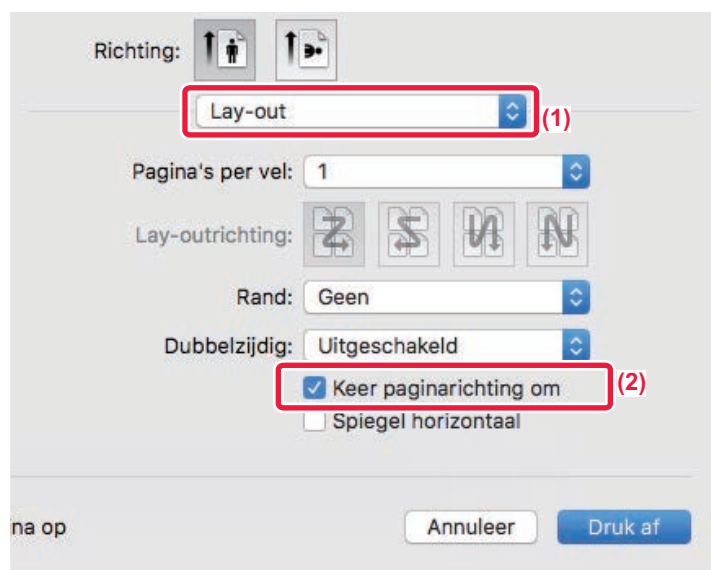 Richting:
Lay-out (1)
Pagina's per vel: 1
Lay-outrichting:
Rand: Geen
Dubbelzijdig: Uitgeschakeld
Keer paginarichting om (2)
Spiegel horizontaal
na op Annuleer Druk af